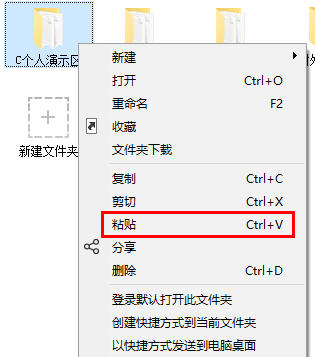 C个人演示区
新建文件夹
新建
打开 Ctrl+O
重命名 F2
收藏
文件夹下载
复制 Ctrl+C
剪切 Ctrl+X
粘贴 Ctrl+V
分享
删除 Ctrl+D
登录默认打开此文件夹
创建快捷方式到当前文件夹
以快捷方式发送到电脑桌面